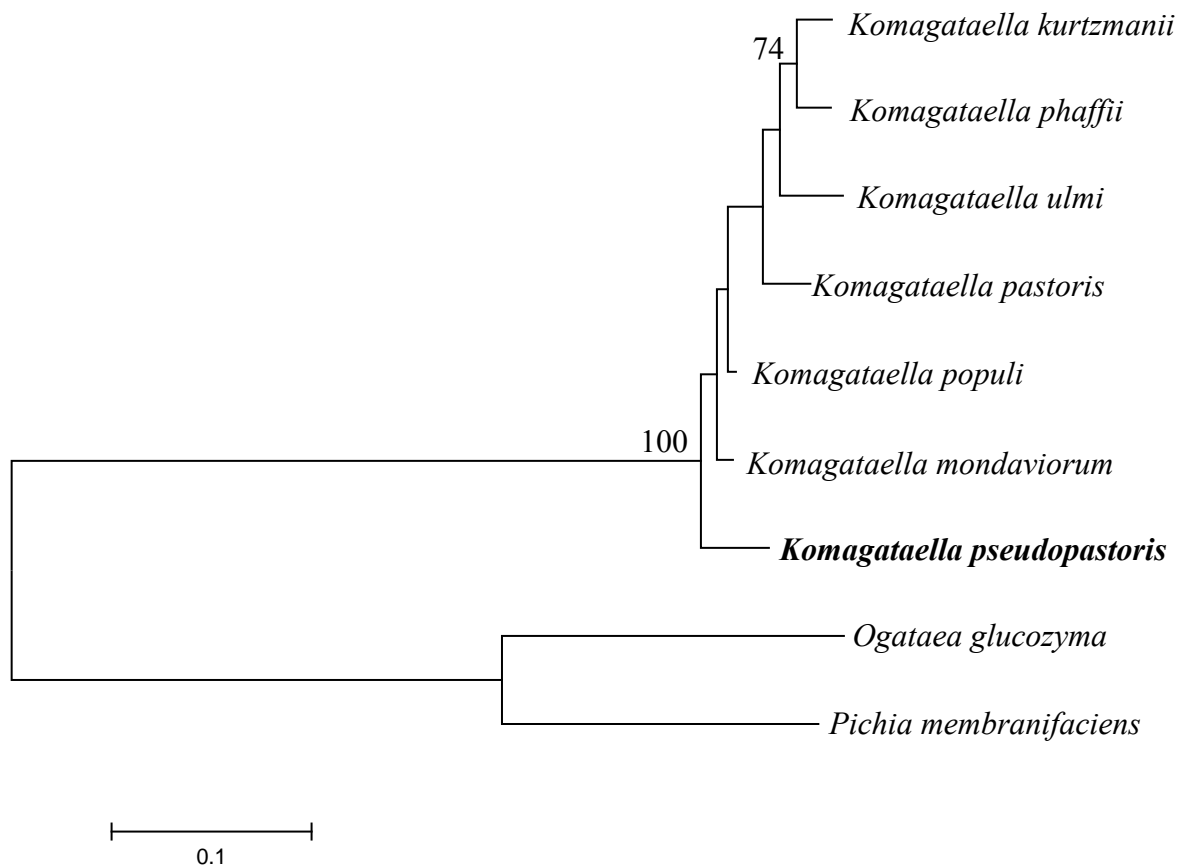 Komagataella kurtzmanii
74
Komagataella phaffii
Komagataella ulmi
Komagataella pastoris
Komagataella populi
100
Komagataella mondaviorum
Komagataella pseudopastoris
Ogataea glucozyma
Pichia membranifaciens
0.1